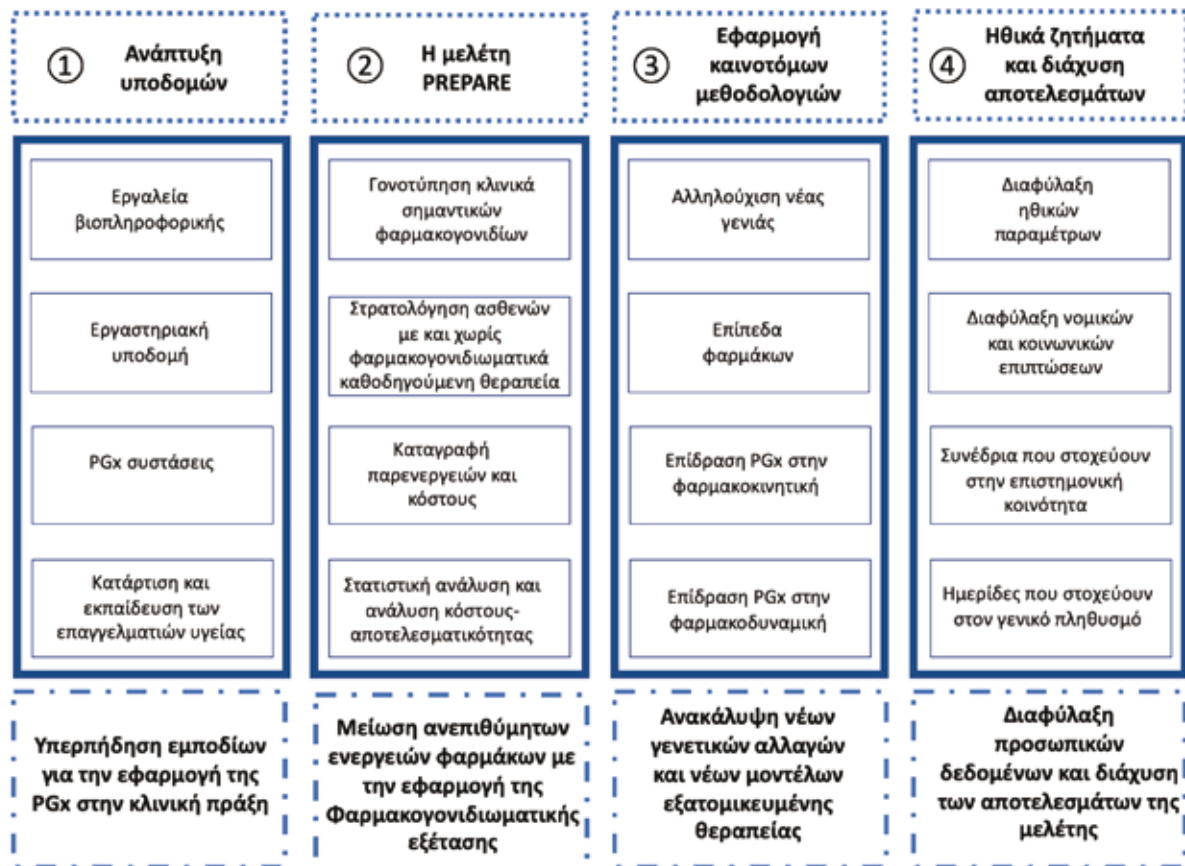 ① Ανάπτυξη
υποδομών
Εργαλεία
βιοπληροφορικής
Εργαστηριακή
υποδομή
PGx συστάσεις
Κατάρτιση και
εκπαίδευση των
επαγγελματιών υγείας
Υπερπήδηση εμποδίων
για την εφαρμογή της
PGx στην κλινική πράξη
② Η μελέτη
PREPARE
Γονοτύπηση κλινικά
σημαντικών
φαρμακογονιδίων
Στρατολόγηση ασθενών
με και χωρίς
φαρμακογονιδιωματικά
καθοδηγούμενη θεραπεία
Καταγραφή
παρενεργειών και
κόστους
Στατιστική ανάλυση και
ανάλυση κόστους-
αποτελεσματικότητας
Μείωση ανεπιθύμητων
ενεργειών φαρμάκων με
την εφαρμογή της
Φαρμακογονιδιωματικής
εξέτασης
③ Εφαρμογή
καινοτόμων
μεθοδολογιών
Αλληλούχιση νέας
γενιάς
Επίπεδα
φαρμάκων
Επίδραση PGx στην
φαρμακοκινητική
Επίδραση PGx στην
φαρμακοδυναμική
Ανακάλυψη νέων
γενετικών αλλαγών
και νέων μοντέλων
εξατομικευμένης
θεραπείας
④ Ηθικά ζητήματα
και διάχυση
αποτελεσμάτων
Διαφύλαξη
ηθικών
παραμέτρων
Διαφύλαξη νομικών
και κοινωνικών
επιπτώσεων
Συνέδρια που στοχεύουν
στην επιστημονική
κοινότητα
Ημερίδες που στοχεύουν
στον γενικό πληθυσμό
Διαφύλαξη
προσωπικών
δεδομένων και διάχυση
των αποτελεσμάτων της
μελέτης